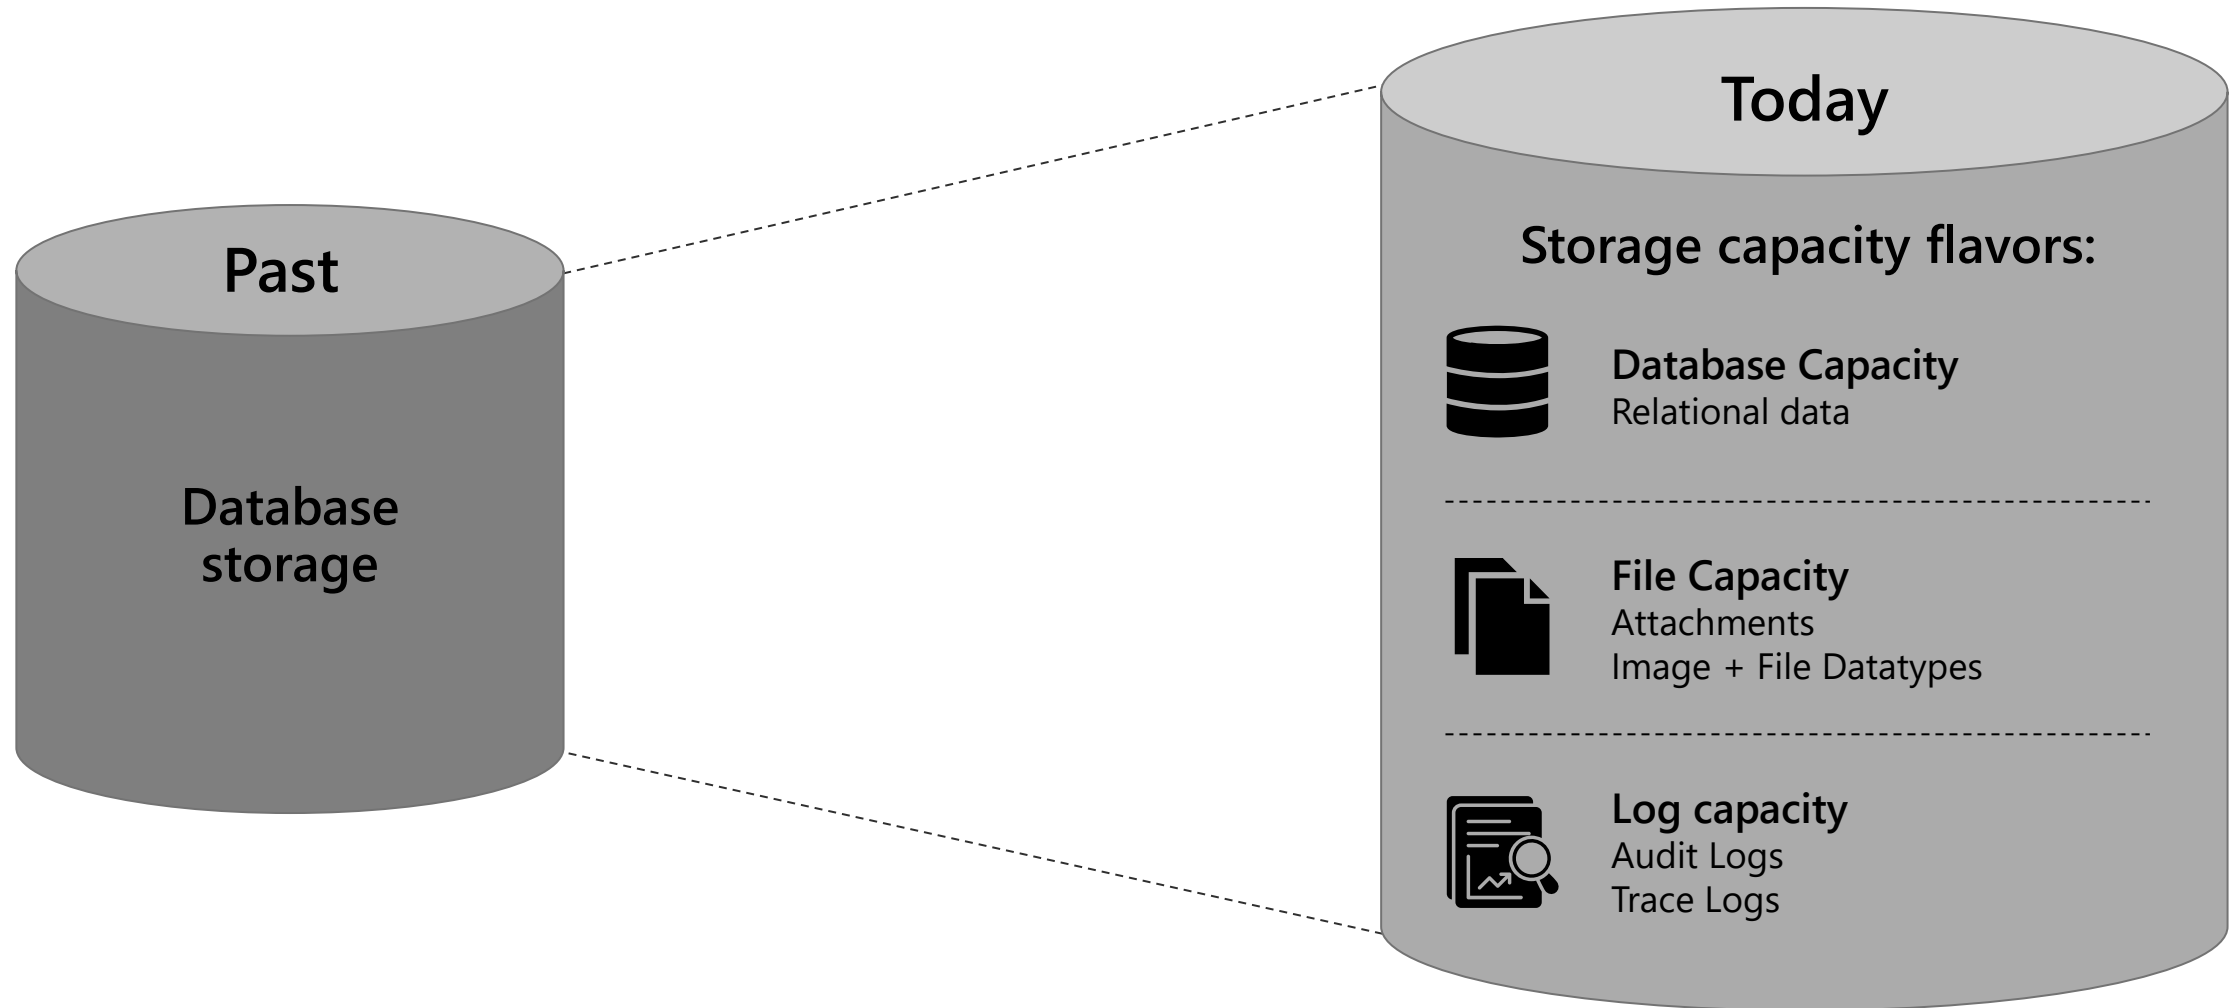 Past
Database
storage
Today
Storage capacity flavors:
Database Capacity
Relational data
File Capacity
Attachments
Image + File Datatypes
Log capacity
Audit Logs
Trace Logs